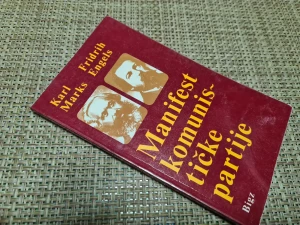 Karl
Marks
Fridrih
Engels
Manifest
komunis-
tičke
partije
Bigz